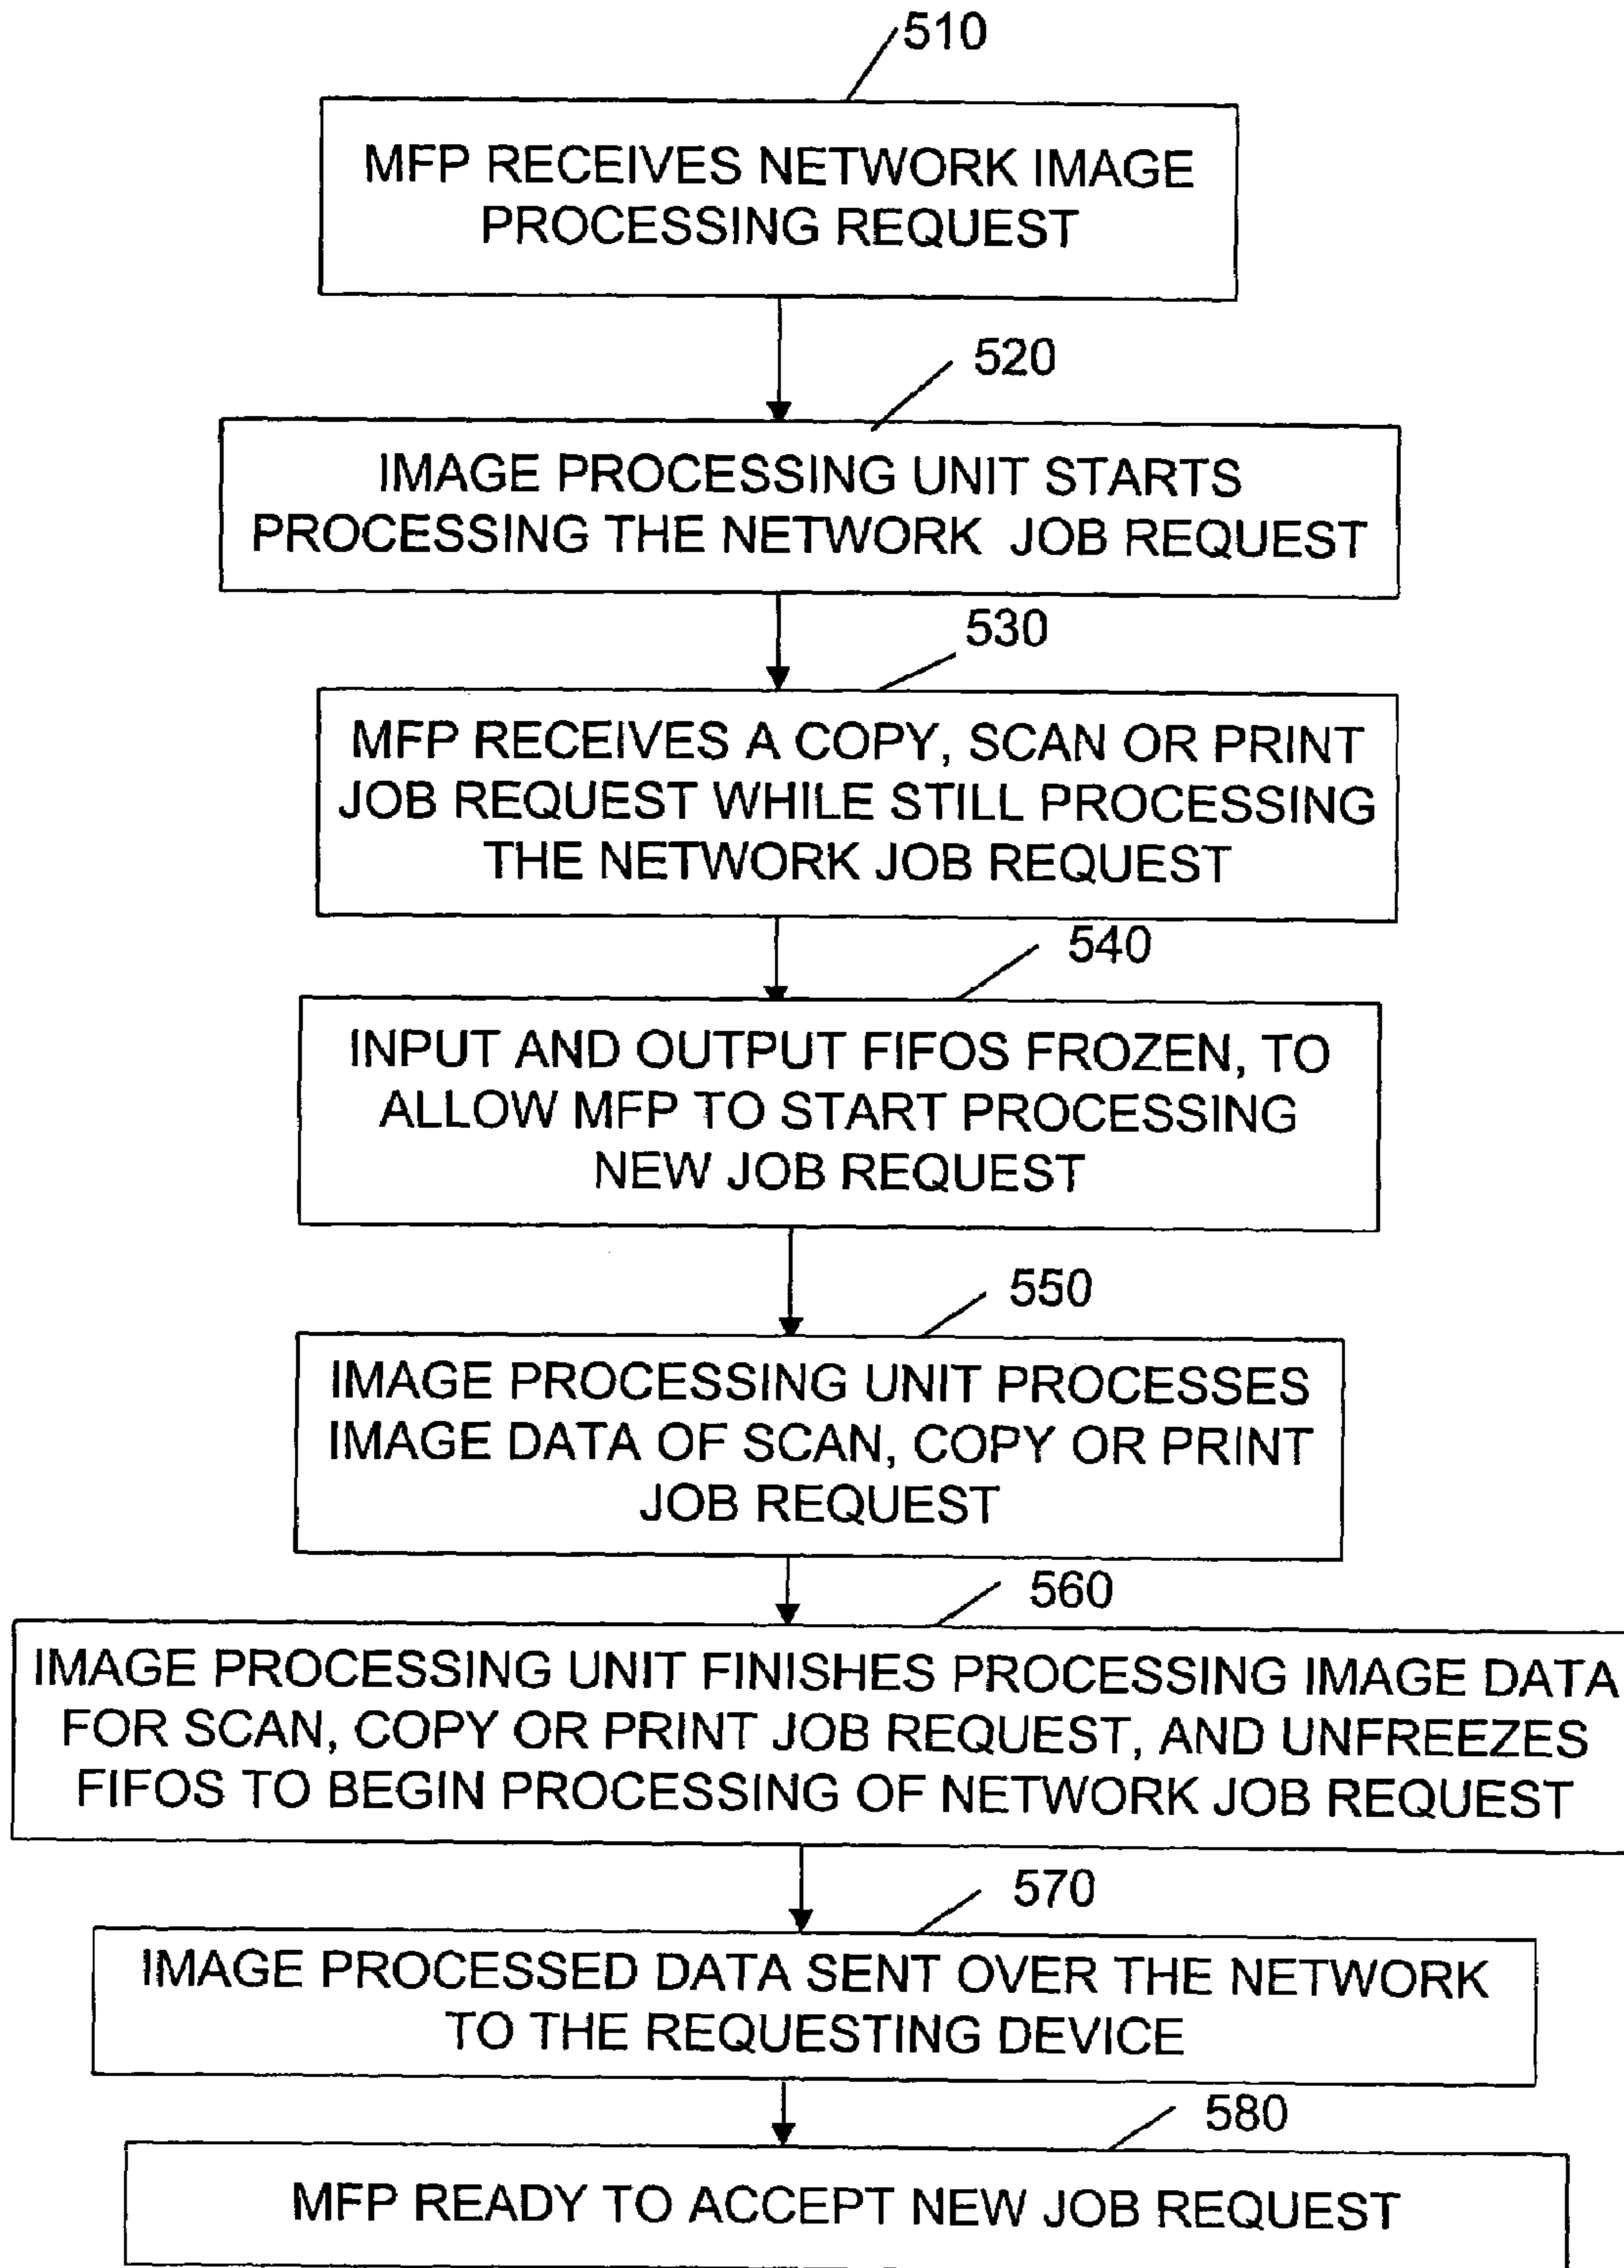 510
MFP RECEIVES NETWORK IMAGE
PROCESSING REQUEST
520
IMAGE PROCESSING UNIT STARTS
PROCESSING THE NETWORK JOB REQUEST
530
MFP RECEIVES A COPY, SCAN OR PRINT
JOB REQUEST WHILE STILL PROCESSING
THE NETWORK JOB REQUEST
540
INPUT AND OUTPUT FIFOS FROZEN, TO
ALLOW MFP TO START PROCESSING
NEW JOB REQUEST
550
IMAGE PROCESSING UNIT PROCESSES
IMAGE DATA OF SCAN, COPY OR PRINT
JOB REQUEST
560
IMAGE PROCESSING UNIT FINISHES PROCESSING IMAGE DATA
FOR SCAN, COPY OR PRINT JOB REQUEST, AND UNFREEZES
FIFOS TO BEGIN PROCESSING OF NETWORK JOB REQUEST
570
IMAGE PROCESSED DATA SENT OVER THE NETWORK
TO THE REQUESTING DEVICE
580
MFP READY TO ACCEPT NEW JOB REQUEST